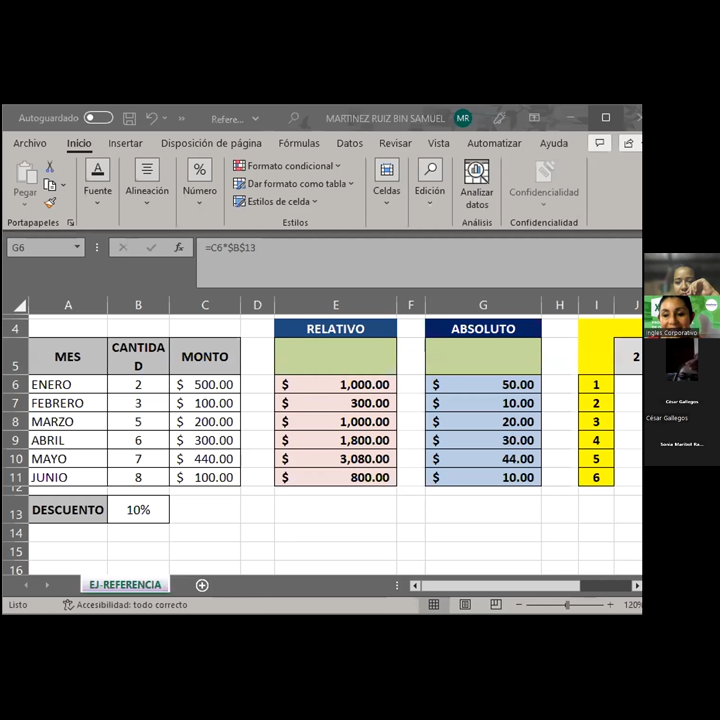 Autoguardado Refere... MARTINEZ RUIZ BIN SAMUEL MR
Archivo Inicio Insertar Disposición de página Fórmulas Datos Revisar Vista Automatizar Ayuda
Pegar
Fuente
Alineación
Número
Formato condicional
Dar formato como tabla
Estilos de celda
Celdas
Edición
Analizar datos
Confidencialidad
Portapapeles Estilos Análisis Confidencialidad
G6 fx =C6*$B$13
A B C D E F G H I J
4 RELATIVO ABSOLUTO
5 MES CANTIDA D MONTO 2
6 ENERO 2 $ 500.00 $ 1,000.00 $ 50.00 1
7 FEBRERO 3 $ 100.00 $ 300.00 $ 10.00 2
8 MARZO 5 $ 200.00 $ 1,000.00 $ 20.00 3
9 ABRIL 6 $ 300.00 $ 1,800.00 $ 30.00 4
10 MAYO 7 $ 440.00 $ 3,080.00 $ 44.00 5
11 JUNIO 8 $ 100.00 $ 800.00 $ 10.00 6
12
13 DESCUENTO 10%
14
15
16
EJ-REFERENCIA
Listo Accesibilidad: todo correcto 120%
Inglés Corporativo
César Gallegos
César Gallegos
Sonia Maribel Ra...